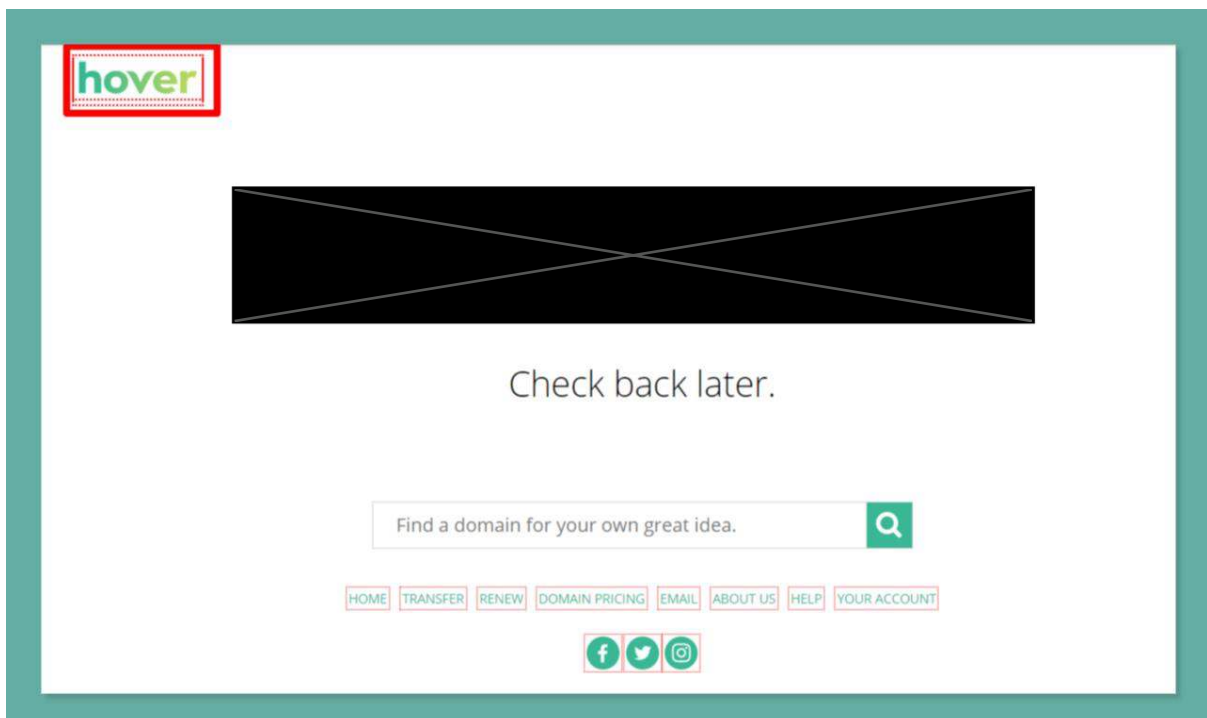 hover
Check back later.
Find a domain for your own great idea.
HOME TRANSFER RENEW DOMAIN PRICING EMAIL ABOUT US HELP YOUR ACCOUNT